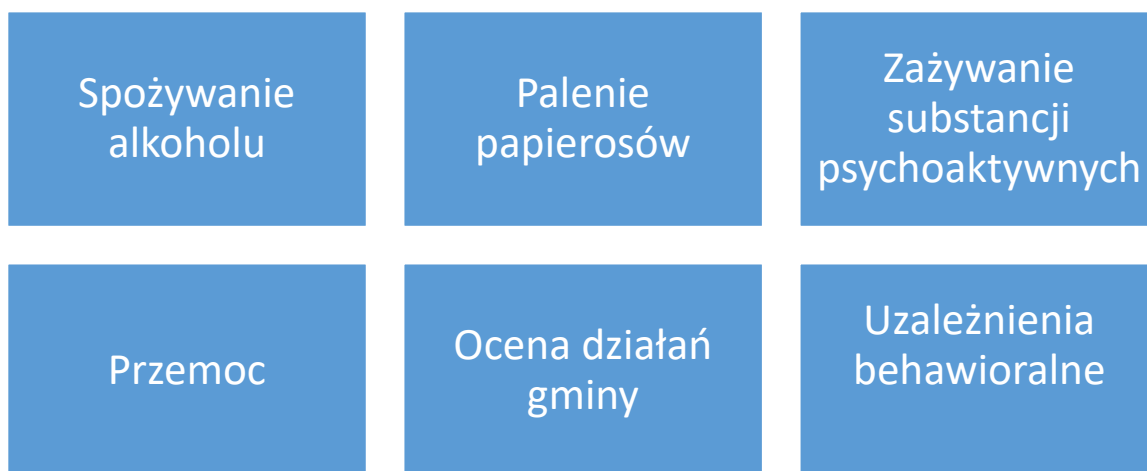 Spożywanie
alkoholu
Palenie
papierosów
Zażywanie
substancji
psychoaktywnych
Przemoc
Ocena działań
gminy
Uzależnienia
behawioralne